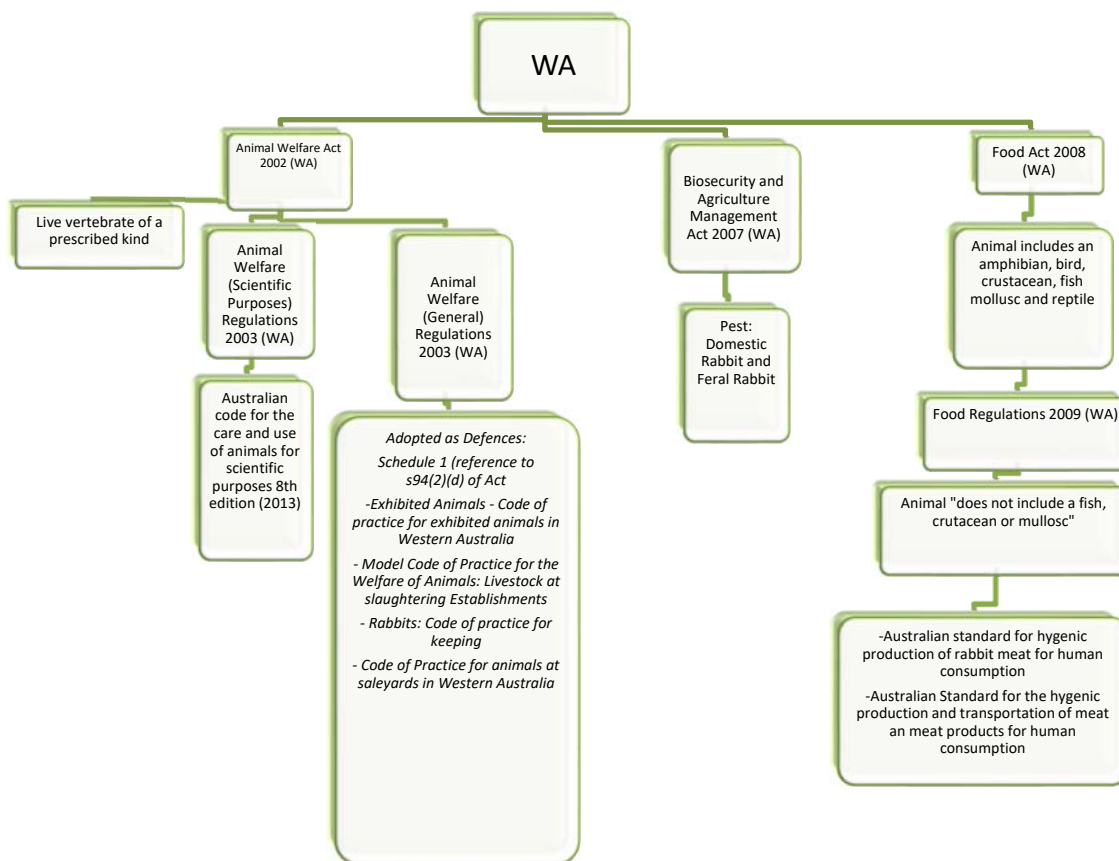 WA
Animal Welfare Act
2002 (WA)
Live vertebrate of a
prescribed kind
Animal
Welfare
(Scientific
Purposes)
Regulations
2003 (WA)
Australian
code for the
care and use
of animals for
scientific
purposes 8th
edition (2013)
Animal
Welfare
(General)
Regulations
2003 (WA)
Adopted as Defences:
Schedule 1 (reference to
s94(2)(d) of Act
-Exhibited Animals - Code of
practice for exhibited animals in
Western Australia
- Model Code of Practice for the
Welfare of Animals: Livestock at
slaughtering Establishments
- Rabbits: Code of practice for
keeping
- Code of Practice for animals at
saleyards in Western Australia
Biosecurity and
Agriculture
Management
Act 2007 (WA)
Pest:
Domestic
Rabbit and
Feral Rabbit
Food Act 2008
(WA)
Animal includes an
amphibian, bird,
crustacean, fish
mollusc and reptile
Food Regulations 2009 (WA)
Animal "does not include a fish,
crutacean or mullosc"
-Australian standard for hygenic
production of rabbit meat for human
consumption
-Australian Standard for the hygenic
production and transportation of meat
an meat products for human
consumption